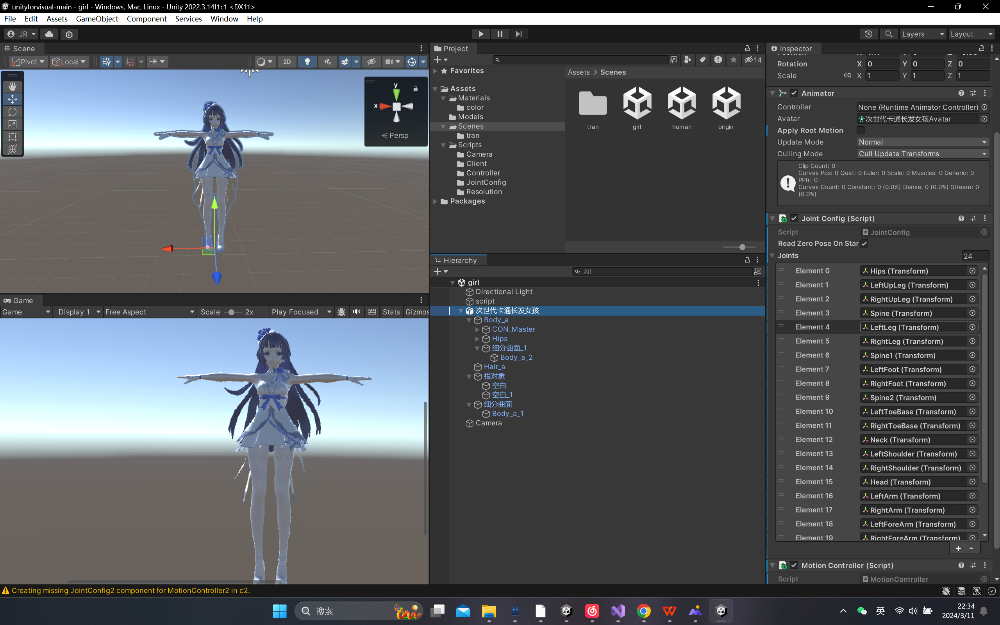 unityforvisual-main - girl - Windows, Mac, Linux - Unity 2022.3.14f1c1 <DX11>
File Edit Assets GameObject Component Services Window Help
JR
Layers Layout
Scene
Pivot Local 2D
y
x
Persp
Project
14
Favorites
Assets
Materials
color
Models
Scenes
tran
Scripts
Camera
Client
Controller
JointConfig
Resolution
Packages
Assets > Scenes
tran girl human origin
Hierarchy
All
girl
Directional Light
script
次世代卡通长发女孩
Body_a
CON_Master
Hips
细分曲面_1
Body_a_2
Hair_a
根对象
空白
空白_1
细分曲面
Body_a_1
Camera
Game
Game Display 1 Free Aspect Scale 2x Play Focused Stats Gizmos
Inspector
Rotation X 0 Y 0 Z 0
Scale X 1 Y 1 Z 1
Animator
Controller None (Runtime Animator Controller)
Avatar 次世代卡通长发女孩Avatar
Apply Root Motion
Update Mode Normal
Culling Mode Cull Update Transforms
Clip Count: 0
Curves Pos: 0 Quat: 0 Euler: 0 Scale: 0 Muscles: 0 Generic: 0
PPtr: 0
Curves Count: 0 Constant: 0 (0.0%) Dense: 0 (0.0%) Stream: 0
(0.0%)
Joint Config (Script)
Script JointConfig
Read Zero Pose On Star
Joints 24
Element 0 Hips (Transform)
Element 1 LeftUpLeg (Transform)
Element 2 RightUpLeg (Transform)
Element 3 Spine (Transform)
Element 4 LeftLeg (Transform)
Element 5 RightLeg (Transform)
Element 6 Spine1 (Transform)
Element 7 LeftFoot (Transform)
Element 8 RightFoot (Transform)
Element 9 Spine2 (Transform)
Element 10 LeftToeBase (Transform)
Element 11 RightToeBase (Transform)
Element 12 Neck (Transform)
Element 13 LeftShoulder (Transform)
Element 14 RightShoulder (Transform)
Element 15 Head (Transform)
Element 16 LeftArm (Transform)
Element 17 RightArm (Transform)
Element 18 LeftForeArm (Transform)
Element 19 RightForeArm (Transform)
+ -
Motion Controller (Script)
Script MotionController
Creating missing JointConfig2 component for MotionController2 in c2.
搜索
英
22:34
2024/3/11